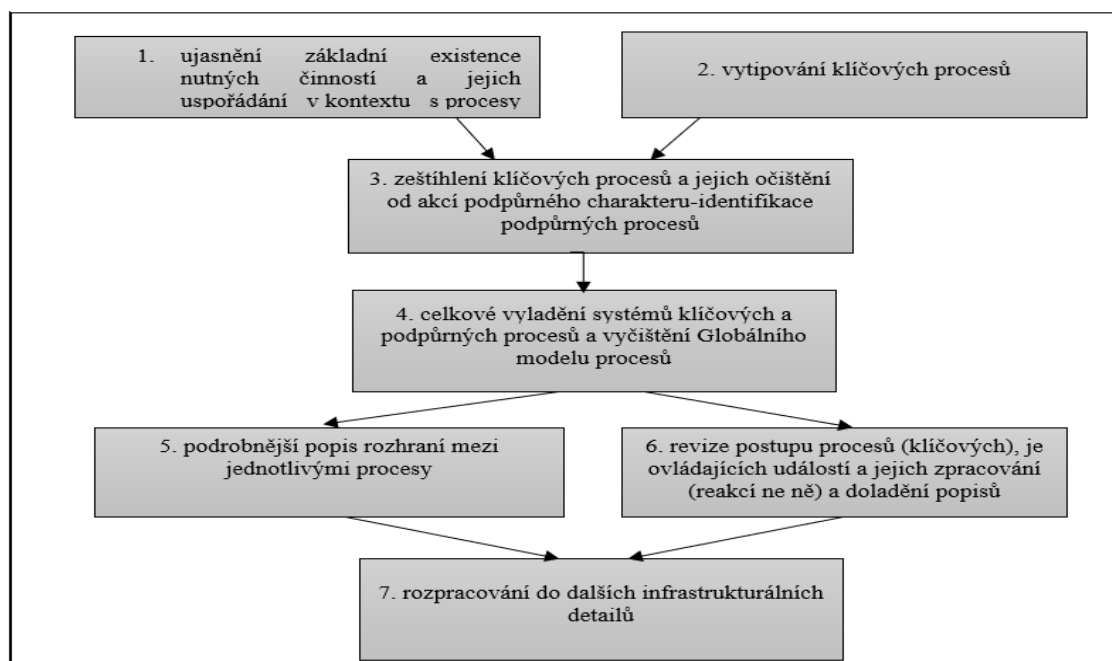 1. ujasnění základní existence
nutných činností a jejich
uspořádání v kontextu s procesy
2. vytipování klíčových procesů
3. zeštíhlení klíčových procesů a jejich očištění
od akcí podpůrného charakteru-identifikace
podpůrných procesů
4. celkové vyladění systémů klíčových a
podpůrných procesů a vyčištění Globálního
modelu procesů
5. podrobnější popis rozhraní mezi
jednotlivými procesy
6. revize postupu procesů (klíčových), je
ovládajících událostí a jejich zpracování
(reakcí ne ně) a doladění popisů
7. rozpracování do dalších infrastrukturálních
detailů